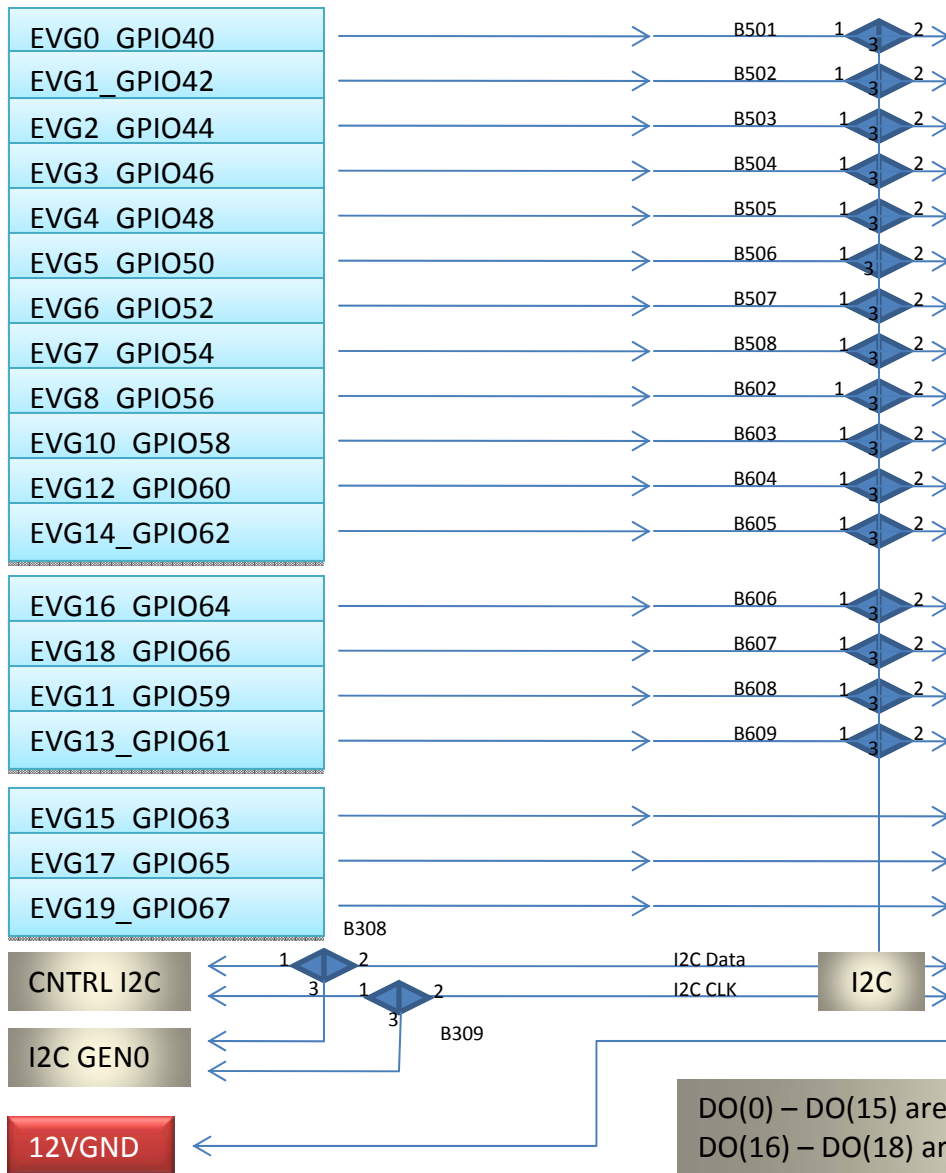 EVG0_GPIO40 B501 1 3 2
EVG1_GPIO42 B502 1 3 2
EVG2_GPIO44 B503 1 3 2
EVG3_GPIO46 B504 1 3 2
EVG4_GPIO48 B505 1 3 2
EVG5_GPIO50 B506 1 3 2
EVG6_GPIO52 B507 1 3 2
EVG7_GPIO54 B508 1 3 2
EVG8_GPIO56 B602 1 3 2
EVG10_GPIO58 B603 1 3 2
EVG12_GPIO60 B604 1 3 2
EVG14_GPIO62 B605 1 3 2
EVG16_GPIO64 B606 1 3 2
EVG18_GPIO66 B607 1 3 2
EVG11_GPIO59 B608 1 3 2
EVG13_GPIO61 B609 1 3 2
EVG15_GPIO63
EVG17_GPIO65
EVG19_GPIO67
B308
CNTRL I2C 1 3 2 I2C Data I2C
1 3 2 I2C CLK
B309
I2C GEN0
12VGND
DO(0) – DO(15) are
DO(16) – DO(18) ar